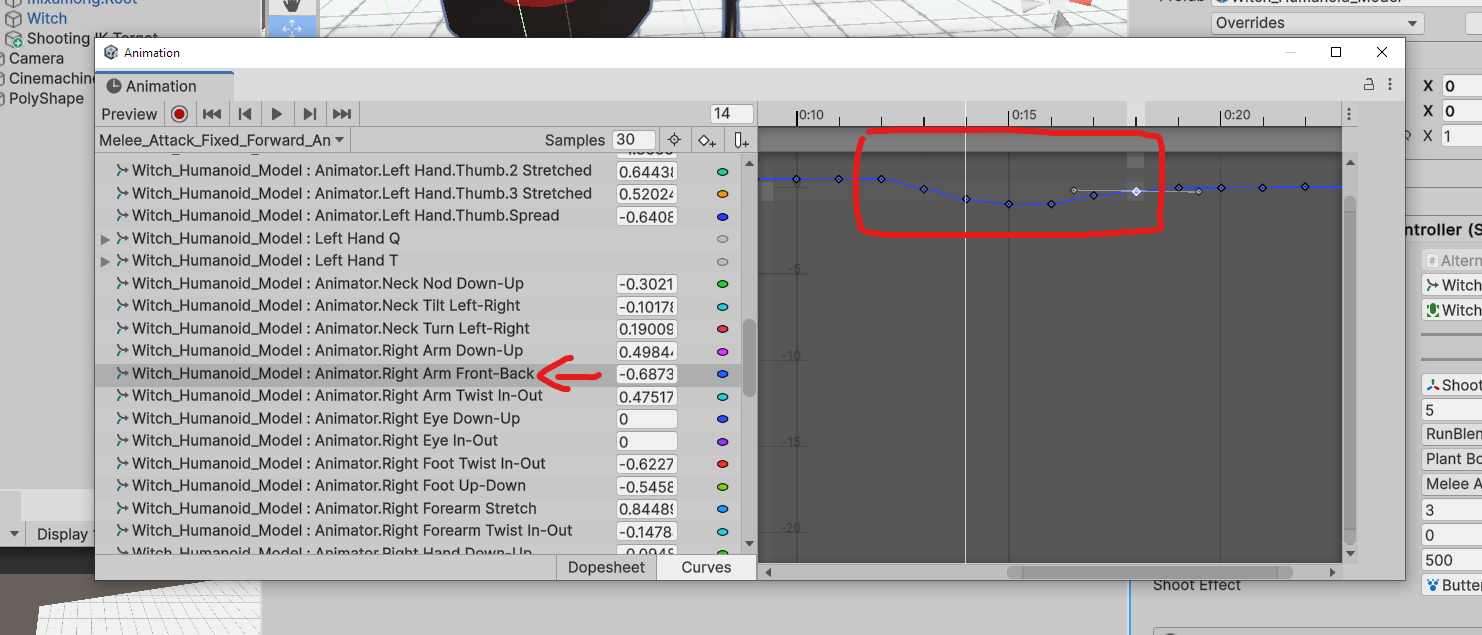 mixamong:Root
Witch
Shooting IK Target
Camera
Cinemachine
PolyShape
Overrides
Animation
Animation
Preview
14
Melee_Attack_Fixed_Forward_An
Samples
30
0:10
0:15
0:20
Witch_Humanoid_Model : Animator.Left Hand.Thumb.2 Stretched
0.64438
Witch_Humanoid_Model : Animator.Left Hand.Thumb.3 Stretched
0.52024
Witch_Humanoid_Model : Animator.Left Hand.Thumb.Spread
-0.6408
Witch_Humanoid_Model : Left Hand Q
Witch_Humanoid_Model : Left Hand T
Witch_Humanoid_Model : Animator.Neck Nod Down-Up
-0.3021
Witch_Humanoid_Model : Animator.Neck Tilt Left-Right
-0.10178
Witch_Humanoid_Model : Animator.Neck Turn Left-Right
0.19009
Witch_Humanoid_Model : Animator.Right Arm Down-Up
0.4984
Witch_Humanoid_Model : Animator.Right Arm Front-Back
-0.6873
Witch_Humanoid_Model : Animator.Right Arm Twist In-Out
0.47517
Witch_Humanoid_Model : Animator.Right Eye Down-Up
0
Witch_Humanoid_Model : Animator.Right Eye In-Out
0
Witch_Humanoid_Model : Animator.Right Foot Twist In-Out
-0.6227
Witch_Humanoid_Model : Animator.Right Foot Up-Down
-0.5458
Witch_Humanoid_Model : Animator.Right Forearm Stretch
0.84489
Witch_Humanoid_Model : Animator.Right Forearm Twist In-Out
-0.1478
Witch_Humanoid_Model : Animator.Right Hand Down-Up
-0.0948
-5
-10
-15
-20
Dopesheet
Curves
Display
X 0
X 0
X 1
ntroller (S
# Altern
Witch
Witch
Shoot
5
RunBlen
Plant Bo
Melee A
3
0
500
Butter
Shoot Effect